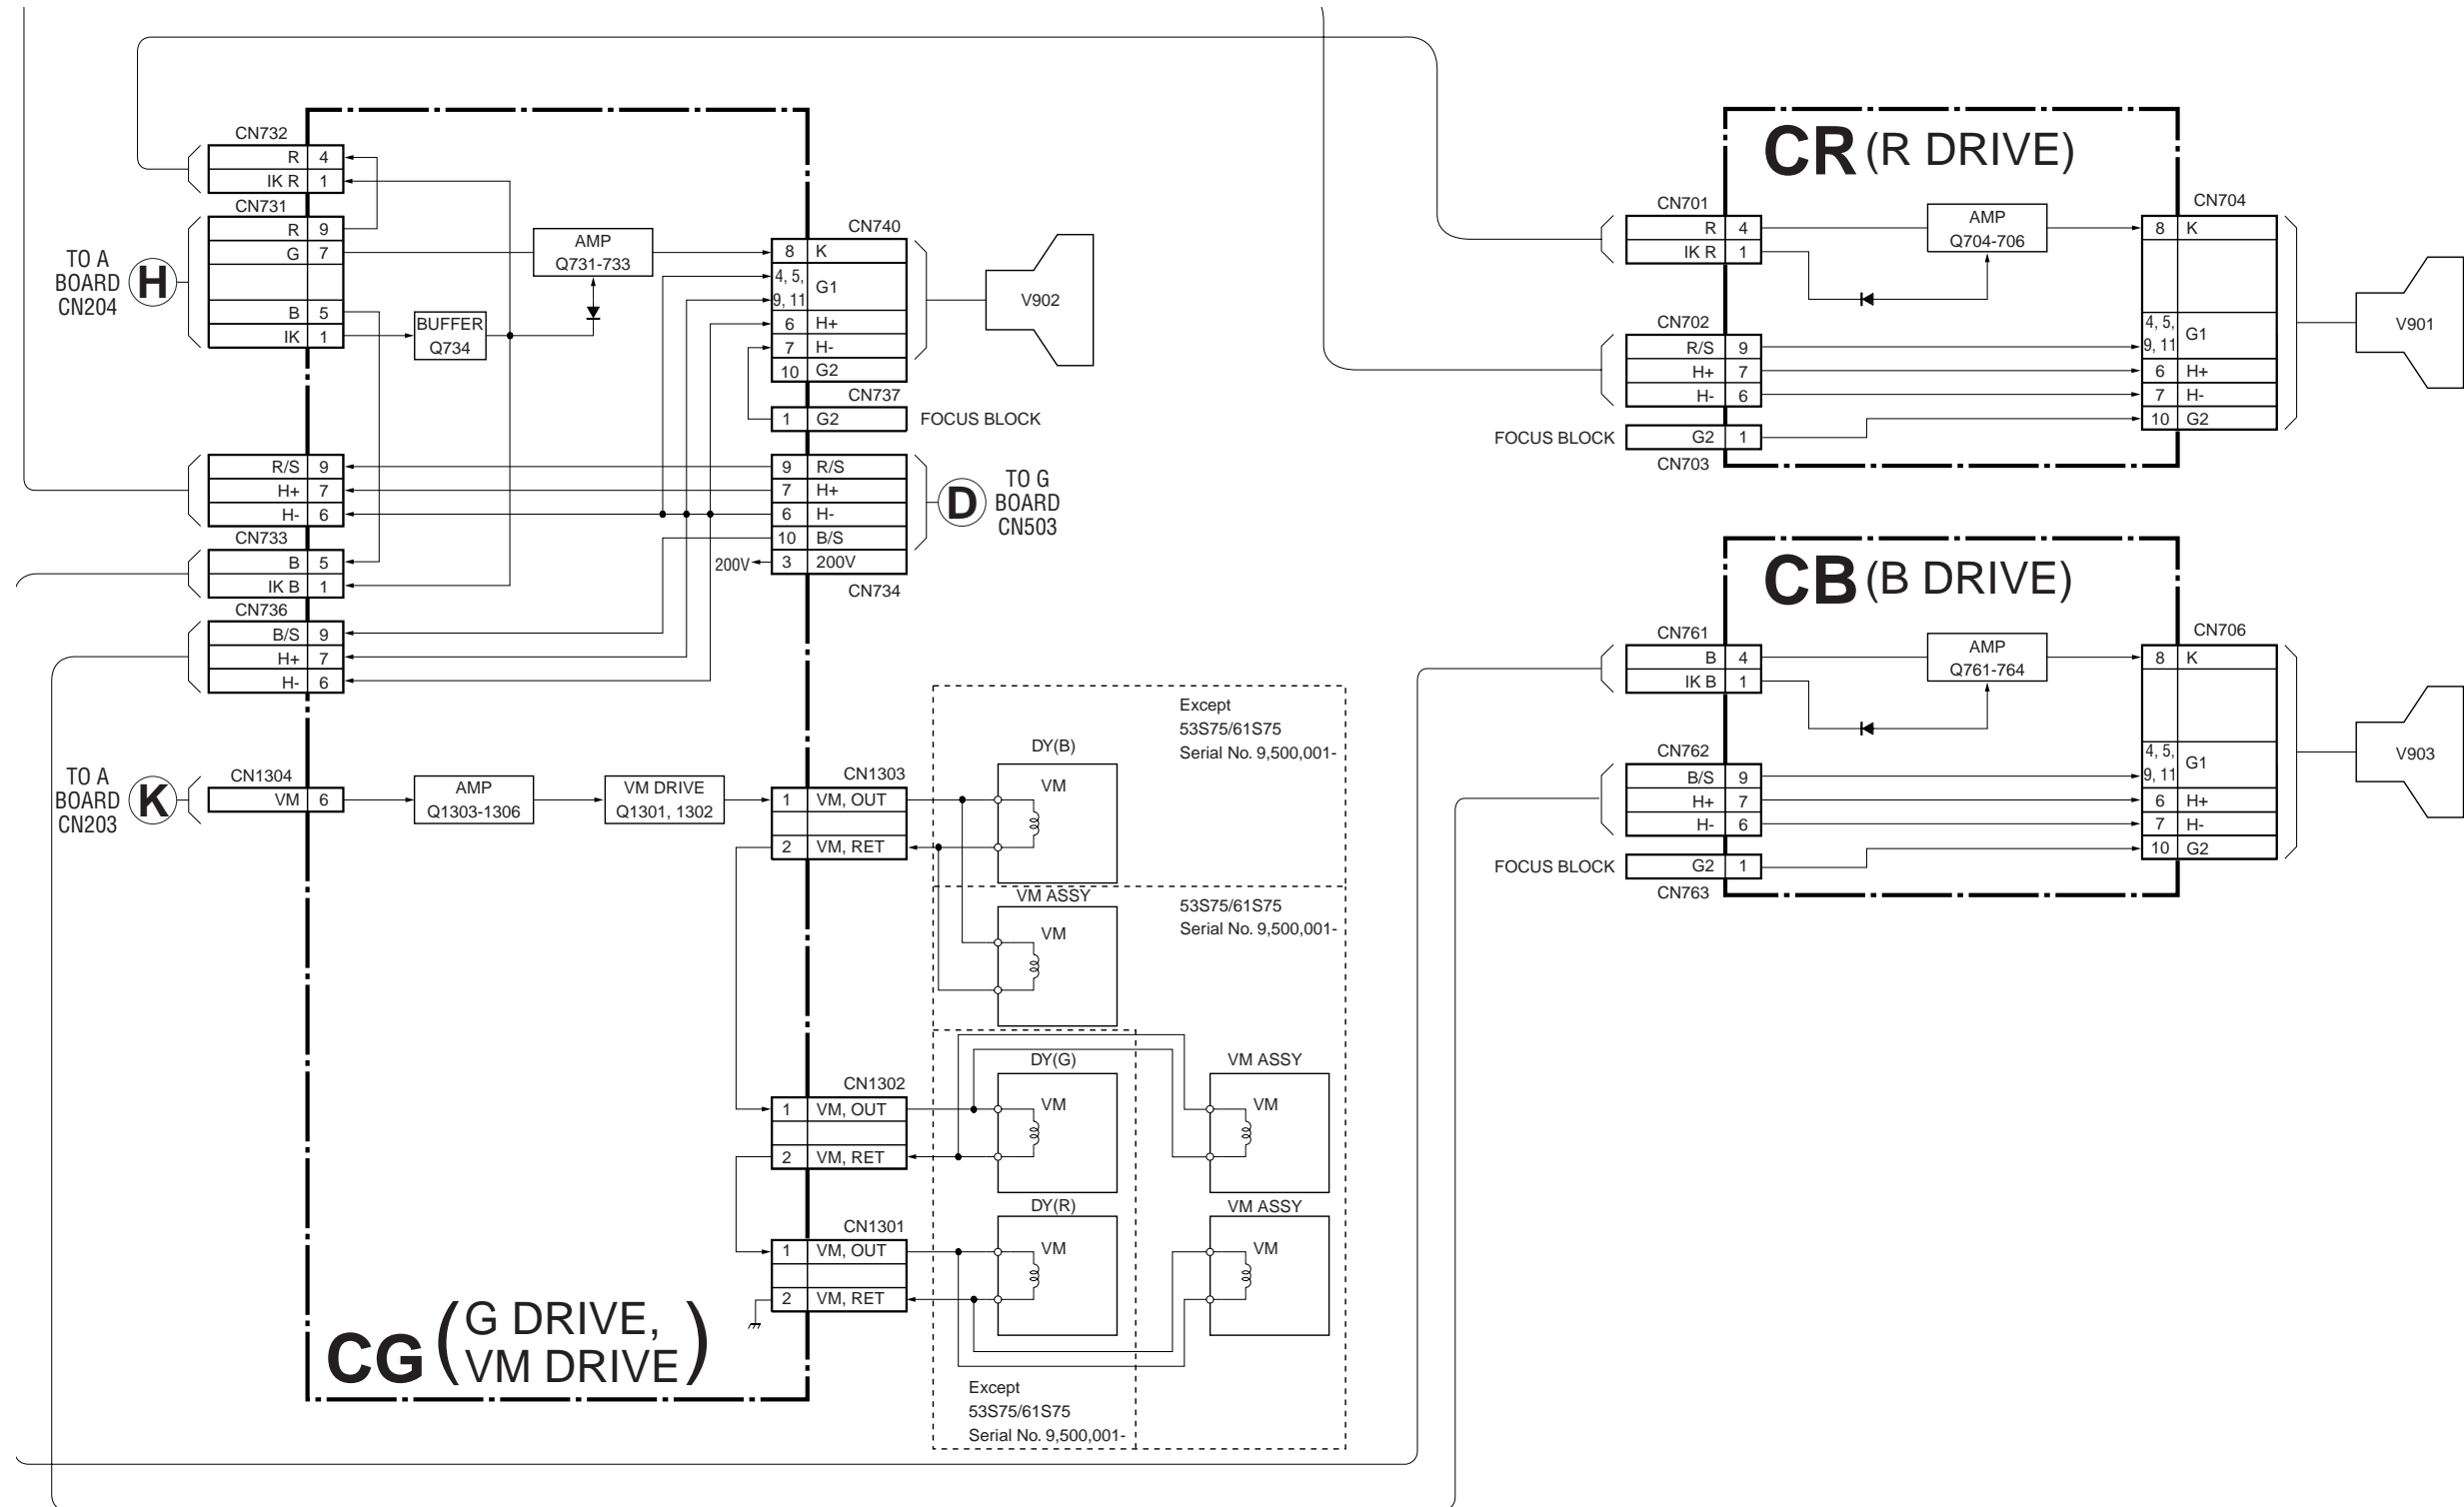 CN732
R 4
IK R 1
CN731
R 9
G 7
B 5
IK 1
TO A
BOARD
CN204
H
BUFFER
Q734
AMP
Q731-733
CN740
8 K
4, 5,
9, 11
G1
6 H+
7 H-
10 G2
V902
CN737
1 G2
FOCUS BLOCK
R/S 9
H+ 7
H- 6
CN733
B 5
IK B 1
CN736
B/S 9
H+ 7
H- 6
9 R/S
7 H+
6 H-
10 B/S
200V
3 200V
CN734
D
TO G
BOARD
CN503
TO A
BOARD
CN203
K
CN1304
VM 6
AMP
Q1303-1306
VM DRIVE
Q1301, 1302
CN1303
1 VM, OUT
2 VM, RET
Except
53S75/61S75
Serial No. 9,500,001-
DY(B)
VM
VM ASSY
VM
53S75/61S75
Serial No. 9,500,001-
CN1302
1 VM, OUT
2 VM, RET
DY(G)
VM
VM ASSY
VM
CN1301
1 VM, OUT
2 VM, RET
DY(R)
VM
VM ASSY
VM
Except
53S75/61S75
Serial No. 9,500,001-
CG (G DRIVE,
VM DRIVE)
CR (R DRIVE)
CN701
R 4
IK R 1
AMP
Q704-706
CN704
8 K
4, 5,
9, 11
G1
6 H+
7 H-
10 G2
V901
CN702
R/S 9
H+ 7
H- 6
FOCUS BLOCK
G2 1
CN703
CB (B DRIVE)
CN761
B 4
IK B 1
AMP
Q761-764
CN706
8 K
4, 5,
9, 11
G1
6 H+
7 H-
10 G2
V903
CN762
B/S 9
H+ 7
H- 6
FOCUS BLOCK
G2 1
CN763